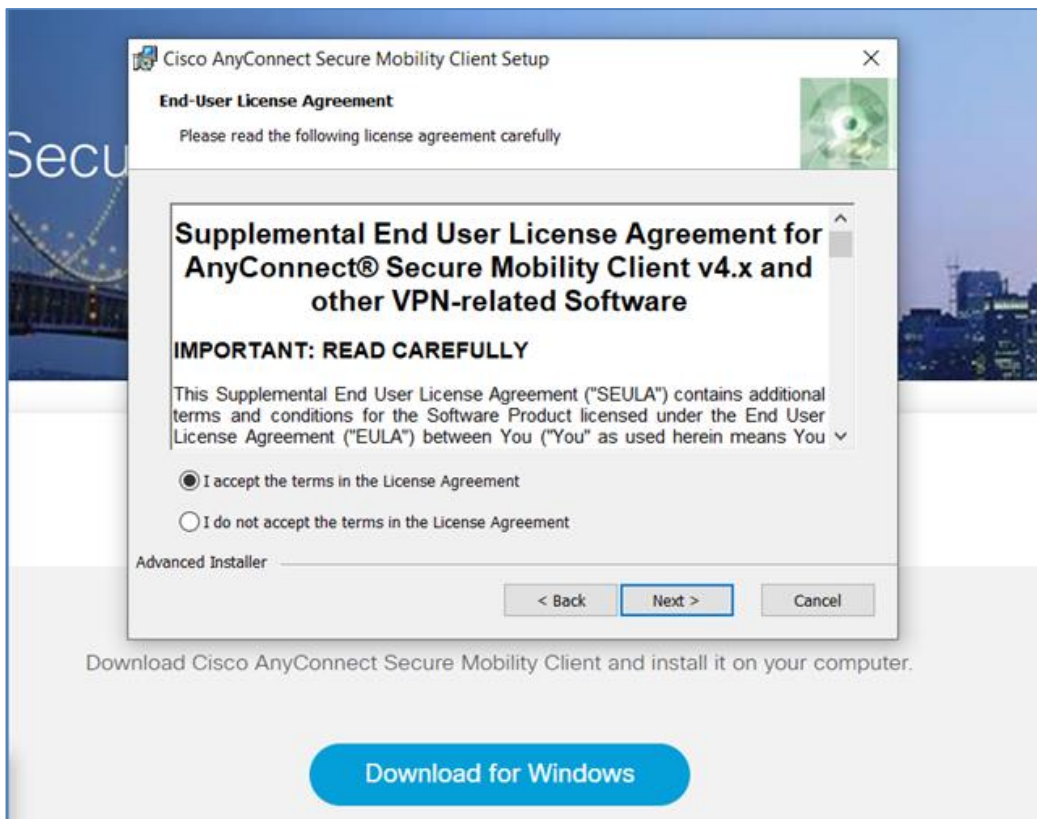 Secu
Cisco AnyConnect Secure Mobility Client Setup
End-User License Agreement
Please read the following license agreement carefully
Supplemental End User License Agreement for
AnyConnect® Secure Mobility Client v4.x and
other VPN-related Software
IMPORTANT: READ CAREFULLY
This Supplemental End User License Agreement ("SEULA") contains additional
terms and conditions for the Software Product licensed under the End User
License Agreement ("EULA") between You ("You" as used herein means You
I accept the terms in the License Agreement
I do not accept the terms in the License Agreement
Advanced Installer
< Back Next > Cancel
Download Cisco AnyConnect Secure Mobility Client and install it on your computer.
Download for Windows